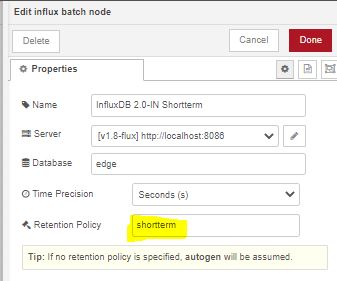 Edit influx batch node
Delete
Cancel
Done
Properties
Name
InfluxDB 2.0-IN Shortterm
Server
[v1.8-flux] http://localhost:8086
Database
edge
Time Precision
Seconds (s)
Retention Policy
shortterm
Tip: If no retention policy is specified, autogen will be assumed.